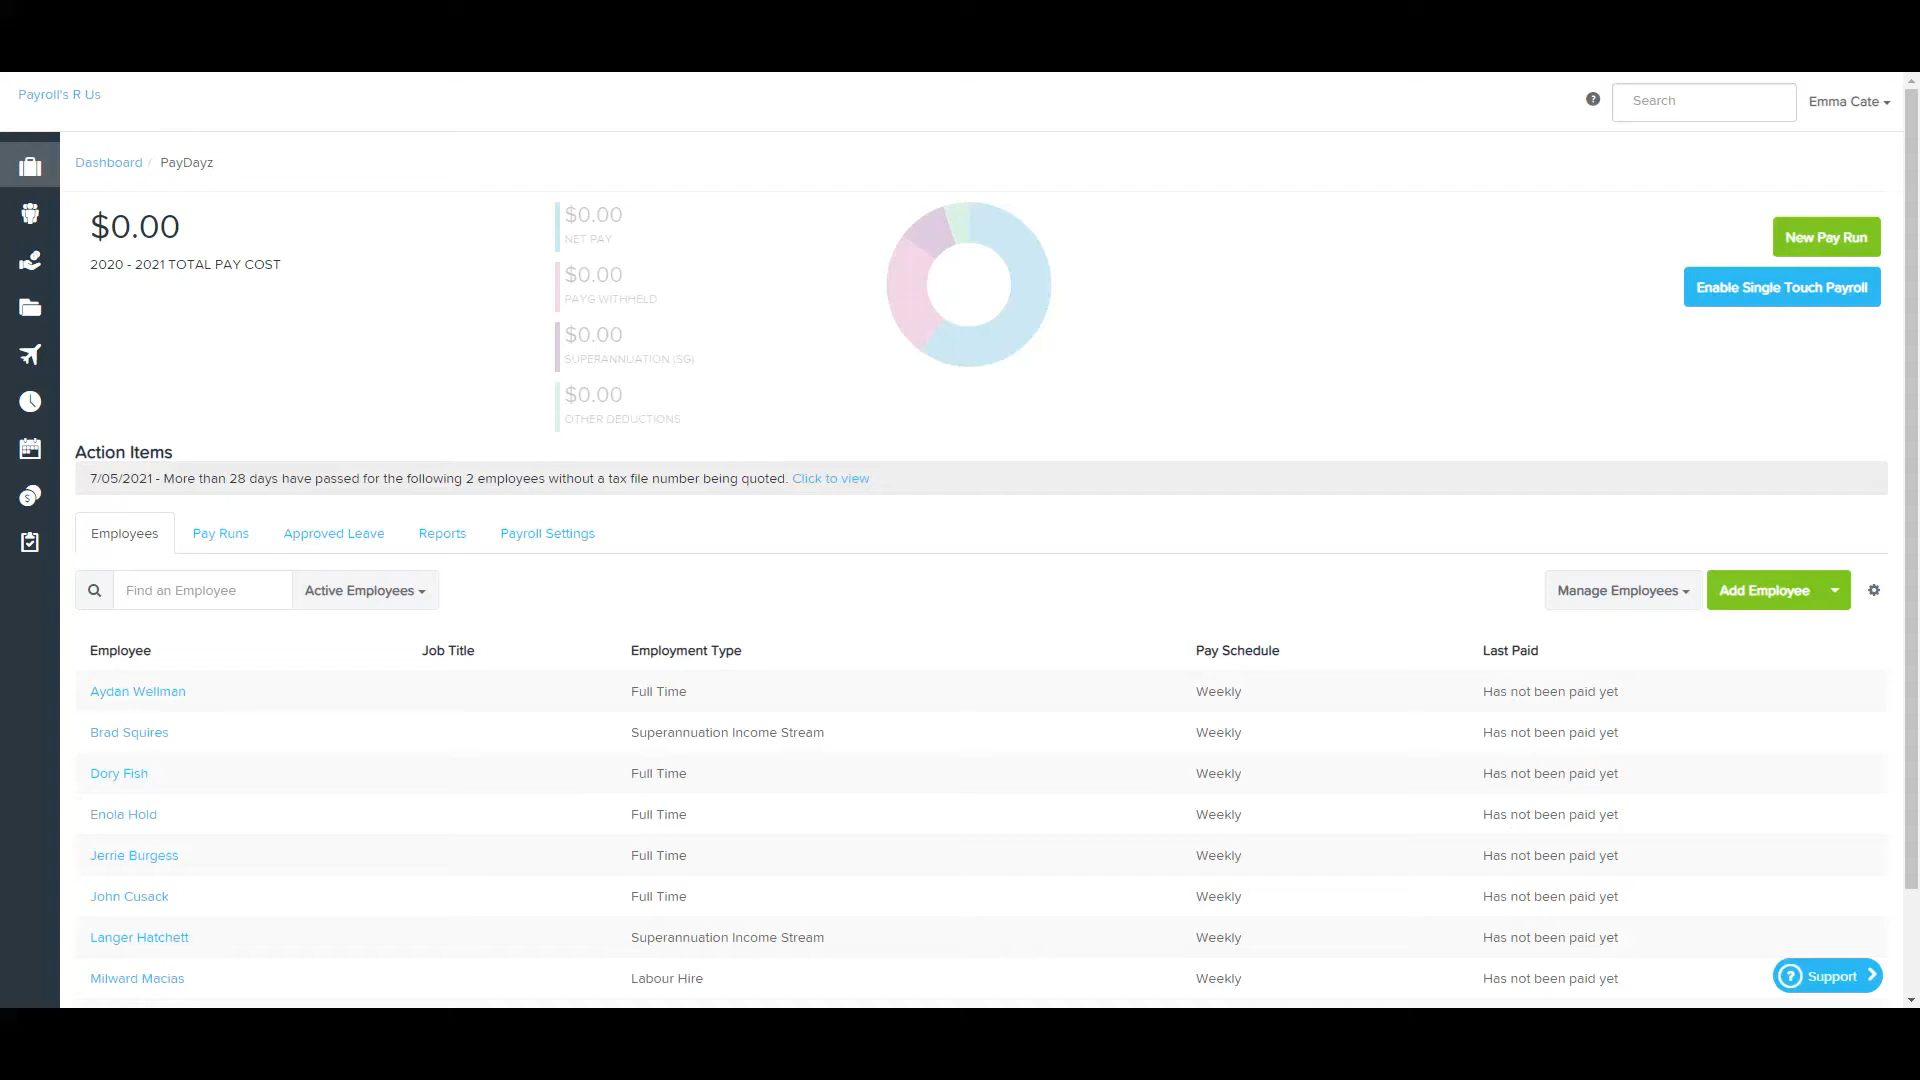 Payroll's R Us
?
Search
Emma Cate
Dashboard / PayDayz
$0.00
2020 - 2021 TOTAL PAY COST
$0.00
NET PAY
$0.00
PAYG WITHHELD
$0.00
SUPERANNUATION (SG)
$0.00
OTHER DEDUCTIONS
New Pay Run
Enable Single Touch Payroll
Action Items
7/05/2021 - More than 28 days have passed for the following 2 employees without a tax file number being quoted. Click to view
Employees Pay Runs Approved Leave Reports Payroll Settings
Find an Employee Active Employees Manage Employees Add Employee
Employee Job Title Employment Type Pay Schedule Last Paid
Aydan Wellman Full Time Weekly Has not been paid yet
Brad Squires Superannuation Income Stream Weekly Has not been paid yet
Dory Fish Full Time Weekly Has not been paid yet
Enola Hold Full Time Weekly Has not been paid yet
Jerrie Burgess Full Time Weekly Has not been paid yet
John Cusack Full Time Weekly Has not been paid yet
Langer Hatchett Superannuation Income Stream Weekly Has not been paid yet
Milward Macias Labour Hire Weekly Has not been paid yet
? Support